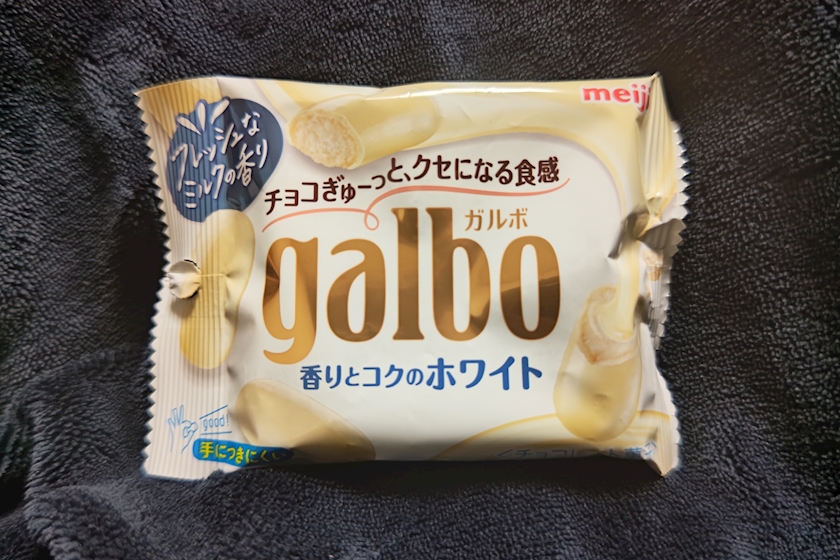 meiji
フレッシュな
ミルクの香り
チョコぎゅーっと、クセになる食感
ガルボ
galbo
香りとコクのホワイト
good!
手につきにくい